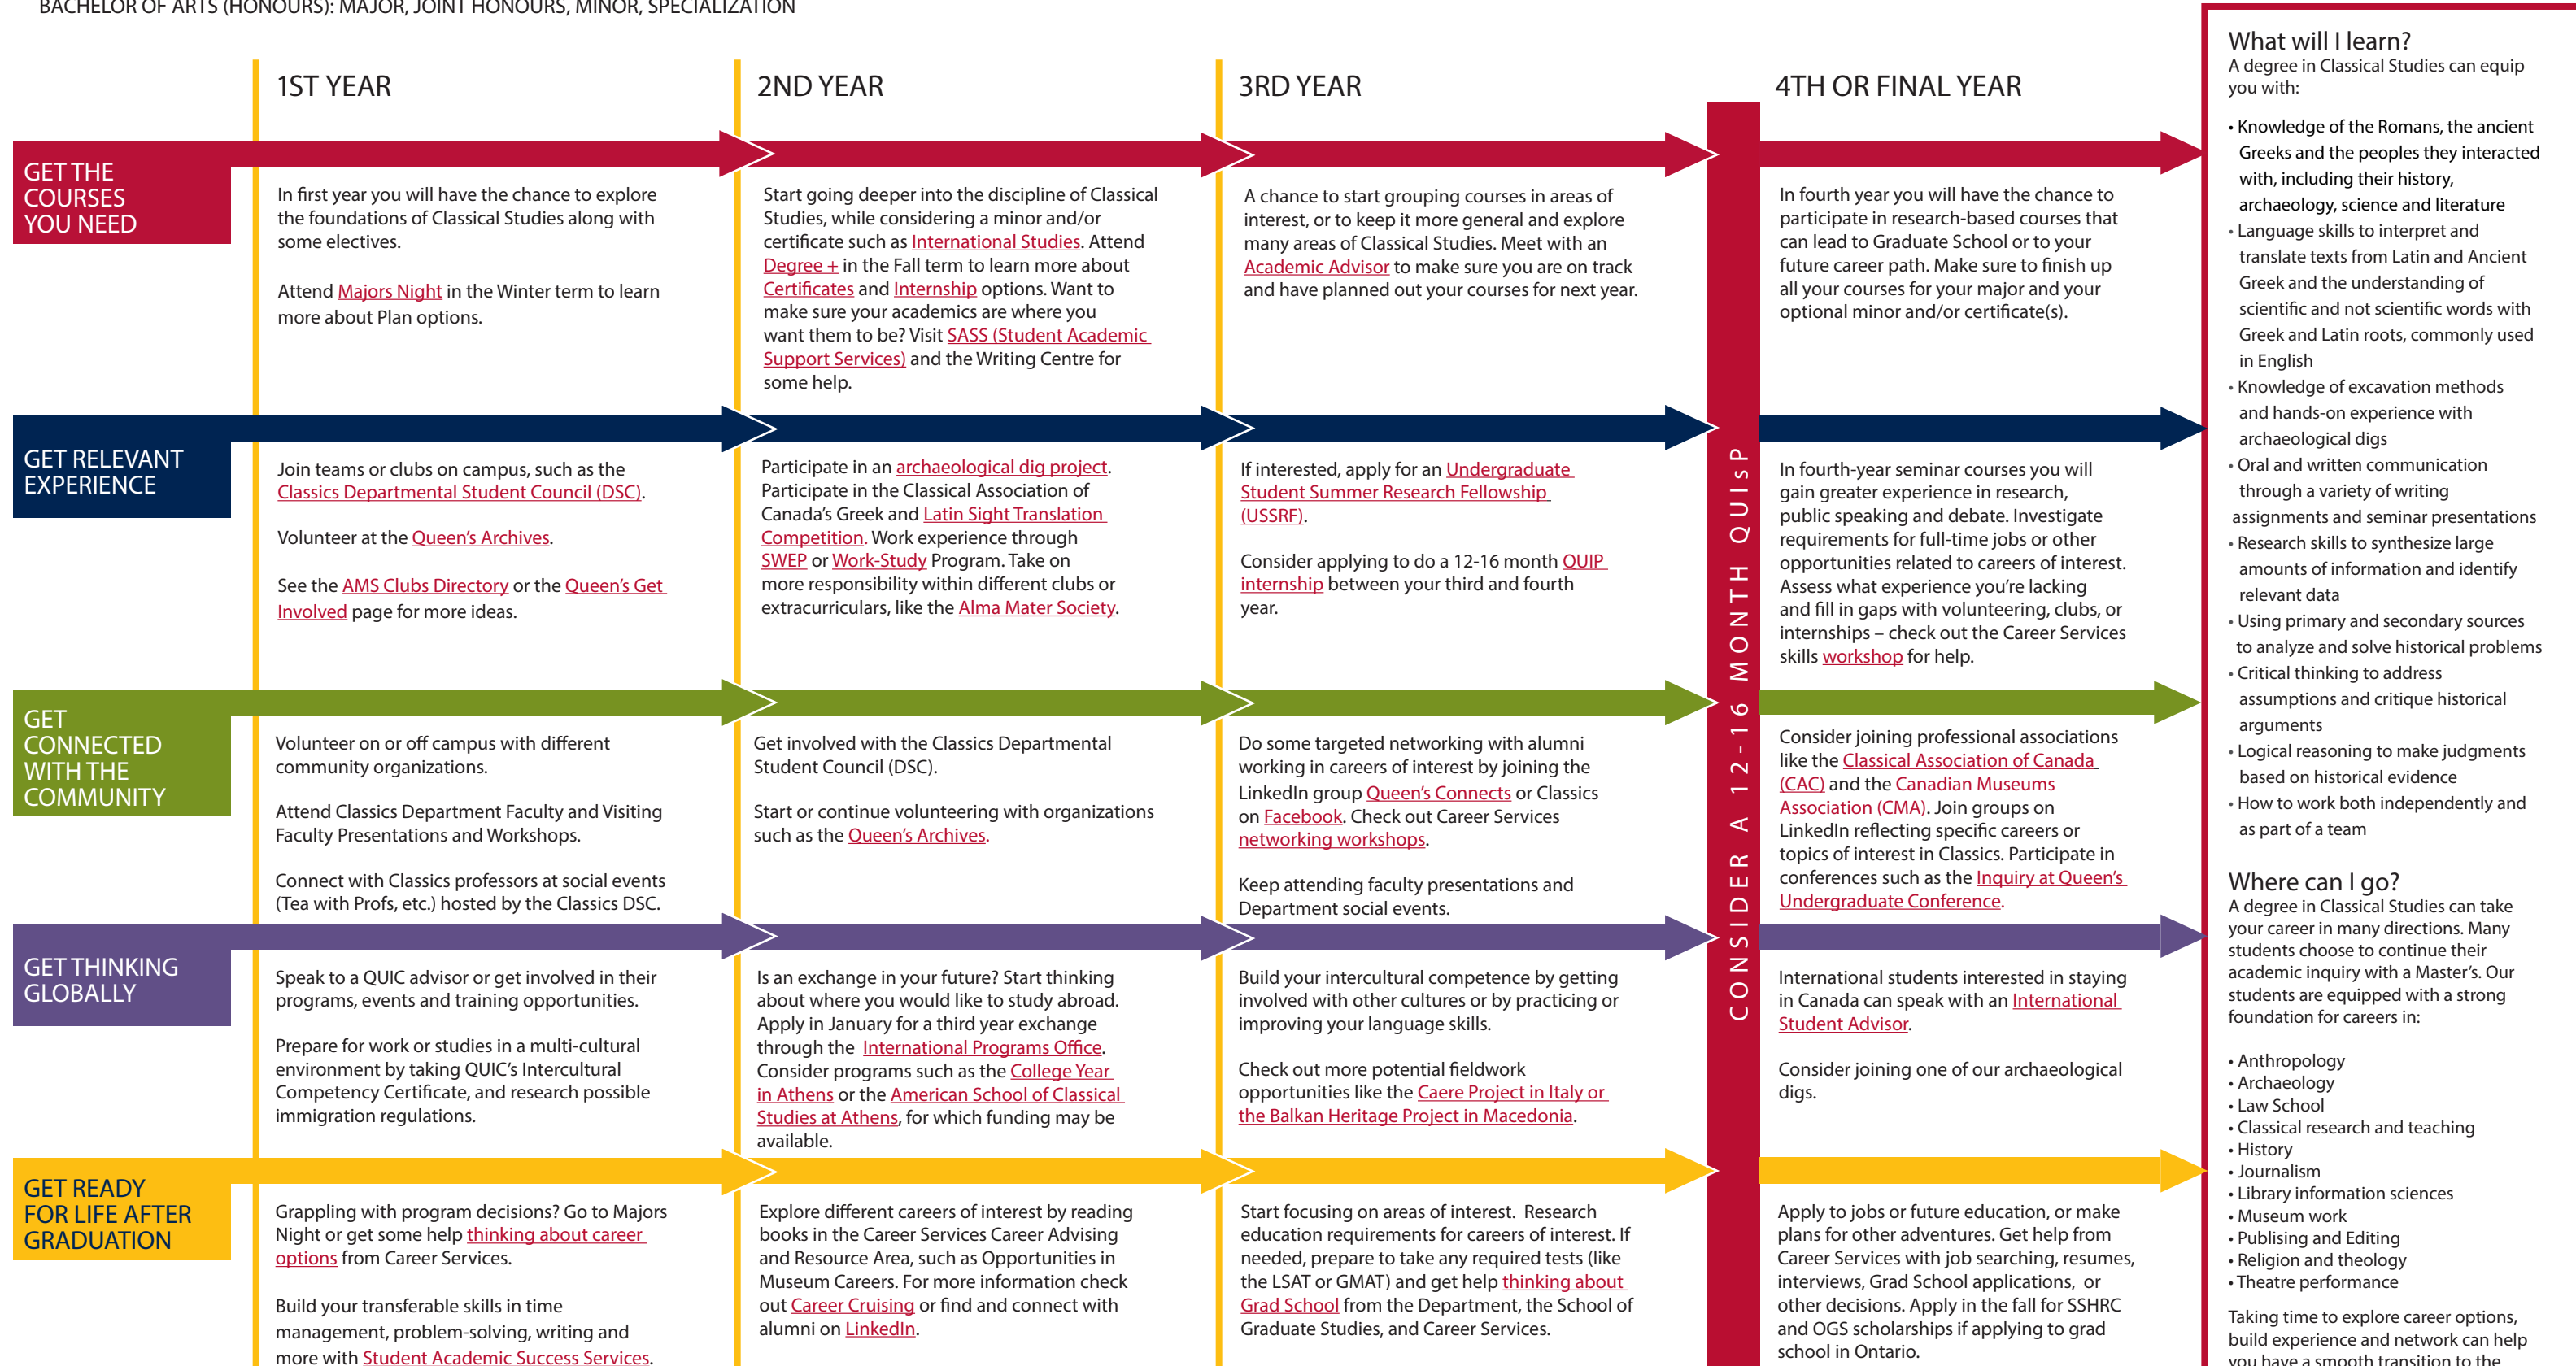 BACHELOR OF ARTS (HONOURS): MAJOR, JOINT HONOURS, MINOR, SPECIALIZATION
1ST YEAR
2ND YEAR
3RD YEAR
4TH OR FINAL YEAR
GET THE
COURSES
YOU NEED
In first year you will have the chance to explore
the foundations of Classical Studies along with
some electives.
Attend Majors Night in the Winter term to learn
more about Plan options.
Start going deeper into the discipline of Classical
Studies, while considering a minor and/or
certificate such as International Studies. Attend
Degree + in the Fall term to learn more about
Certificates and Internship options. Want to
make sure your academics are where you
want them to be? Visit SASS (Student Academic
Support Services) and the Writing Centre for
some help.
A chance to start grouping courses in areas of
interest, or to keep it more general and explore
many areas of Classical Studies. Meet with an
Academic Advisor to make sure you are on track
and have planned out your courses for next year.
In fourth year you will have the chance to
participate in research-based courses that
can lead to Graduate School or to your
future career path. Make sure to finish up
all your courses for your major and your
optional minor and/or certificate(s).
GET RELEVANT
EXPERIENCE
Join teams or clubs on campus, such as the
Classics Departmental Student Council (DSC).
Volunteer at the Queen's Archives.
See the AMS Clubs Directory or the Queen's Get
Involved page for more ideas.
Participate in an archaeological dig project.
Participate in the Classical Association of
Canada's Greek and Latin Sight Translation
Competition. Work experience through
SWEP or Work-Study Program. Take on
more responsibility within different clubs or
extracurriculars, like the Alma Mater Society.
If interested, apply for an Undergraduate
Student Summer Research Fellowship
(USSRF).
Consider applying to do a 12-16 month QUIP
internship between your third and fourth
year.
In fourth-year seminar courses you will
gain greater experience in research,
public speaking and debate. Investigate
requirements for full-time jobs or other
opportunities related to careers of interest.
Assess what experience you're lacking
and fill in gaps with volunteering, clubs, or
internships – check out the Career Services
skills workshop for help.
GET
CONNECTED
WITH THE
COMMUNITY
Volunteer on or off campus with different
community organizations.
Attend Classics Department Faculty and Visiting
Faculty Presentations and Workshops.
Connect with Classics professors at social events
(Tea with Profs, etc.) hosted by the Classics DSC.
Get involved with the Classics Departmental
Student Council (DSC).
Start or continue volunteering with organizations
such as the Queen's Archives.
Do some targeted networking with alumni
working in careers of interest by joining the
LinkedIn group Queen's Connects or Classics
on Facebook. Check out Career Services
networking workshops.
Keep attending faculty presentations and
Department social events.
Consider joining professional associations
like the Classical Association of Canada
(CAC) and the Canadian Museums
Association (CMA). Join groups on
LinkedIn reflecting specific careers or
topics of interest in Classics. Participate in
conferences such as the Inquiry at Queen's
Undergraduate Conference.
GET THINKING
GLOBALLY
Speak to a QUIC advisor or get involved in their
programs, events and training opportunities.
Prepare for work or studies in a multi-cultural
environment by taking QUIC's Intercultural
Competency Certificate, and research possible
immigration regulations.
Is an exchange in your future? Start thinking
about where you would like to study abroad.
Apply in January for a third year exchange
through the International Programs Office.
Consider programs such as the College Year
in Athens or the American School of Classical
Studies at Athens, for which funding may be
available.
Build your intercultural competence by getting
involved with other cultures or by practicing or
improving your language skills.
Check out more potential fieldwork
opportunities like the Caere Project in Italy or
the Balkan Heritage Project in Macedonia.
International students interested in staying
in Canada can speak with an International
Student Advisor.
Consider joining one of our archaeological
digs.
GET READY
FOR LIFE AFTER
GRADUATION
Grappling with program decisions? Go to Majors
Night or get some help thinking about career
options from Career Services.
Build your transferable skills in time
management, problem-solving, writing and
more with Student Academic Success Services.
Explore different careers of interest by reading
books in the Career Services Career Advising
and Resource Area, such as Opportunities in
Museum Careers. For more information check
out Career Cruising or find and connect with
alumni on LinkedIn.
Start focusing on areas of interest. Research
education requirements for careers of interest. If
needed, prepare to take any required tests (like
the LSAT or GMAT) and get help thinking about
Grad School from the Department, the School of
Graduate Studies, and Career Services.
Apply to jobs or future education, or make
plans for other adventures. Get help from
Career Services with job searching, resumes,
interviews, Grad School applications, or
other decisions. Apply in the fall for SSHRC
and OGS scholarships if applying to grad
school in Ontario.
CONSIDER A 12-16 MONTH QUIsP
What will I learn?
A degree in Classical Studies can equip
you with:
• Knowledge of the Romans, the ancient
Greeks and the peoples they interacted
with, including their history,
archaeology, science and literature
• Language skills to interpret and
translate texts from Latin and Ancient
Greek and the understanding of
scientific and not scientific words with
Greek and Latin roots, commonly used
in English
• Knowledge of excavation methods
and hands-on experience with
archaeological digs
• Oral and written communication
through a variety of writing
assignments and seminar presentations
• Research skills to synthesize large
amounts of information and identify
relevant data
• Using primary and secondary sources
to analyze and solve historical problems
• Critical thinking to address
assumptions and critique historical
arguments
• Logical reasoning to make judgments
based on historical evidence
• How to work both independently and
as part of a team
Where can I go?
A degree in Classical Studies can take
your career in many directions. Many
students choose to continue their
academic inquiry with a Master's. Our
students are equipped with a strong
foundation for careers in:
• Anthropology
• Archaeology
• Law School
• Classical research and teaching
• History
• Journalism
• Library information sciences
• Museum work
• Publising and Editing
• Religion and theology
• Theatre performance
Taking time to explore career options,
build experience and network can help
you have a smooth transition to the